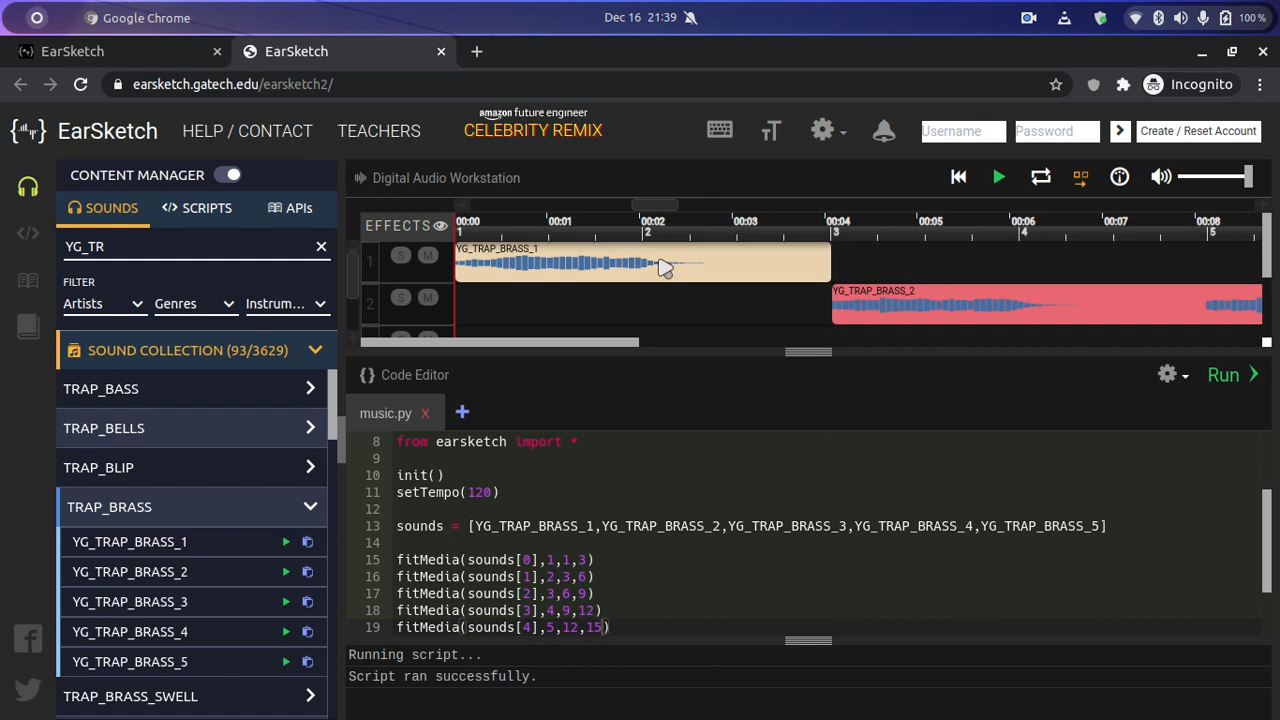 Google Chrome
Dec 16 21:39
100 %
EarSketch
EarSketch
earsketch.gatech.edu/earsketch2/
Incognito
EarSketch
HELP / CONTACT
TEACHERS
amazon future engineer
CELEBRITY REMIX
Username
Password
Create / Reset Account
CONTENT MANAGER
SOUNDS
SCRIPTS
APIs
YG_TR
FILTER
Artists
Genres
Instrum...
SOUND COLLECTION (93/3629)
TRAP_BASS
TRAP_BELLS
TRAP_BLIP
TRAP_BRASS
YG_TRAP_BRASS_1
YG_TRAP_BRASS_2
YG_TRAP_BRASS_3
YG_TRAP_BRASS_4
YG_TRAP_BRASS_5
TRAP_BRASS_SWELL
Digital Audio Workstation
EFFECTS
00:00 00:01 00:02 00:03 00:04 00:05 00:06 00:07 00:08
1 2 3 4 5
1 S M
YG_TRAP_BRASS_1
2 S M
YG_TRAP_BRASS_2
{} Code Editor
Run
music.py X
8 from earsketch import *
9
10 init()
11 setTempo(120)
12
13 sounds = [YG_TRAP_BRASS_1,YG_TRAP_BRASS_2,YG_TRAP_BRASS_3,YG_TRAP_BRASS_4,YG_TRAP_BRASS_5]
14
15 fitMedia(sounds[0],1,1,3)
16 fitMedia(sounds[1],2,3,6)
17 fitMedia(sounds[2],3,6,9)
18 fitMedia(sounds[3],4,9,12)
19 fitMedia(sounds[4],5,12,15)
Running script...
Script ran successfully.